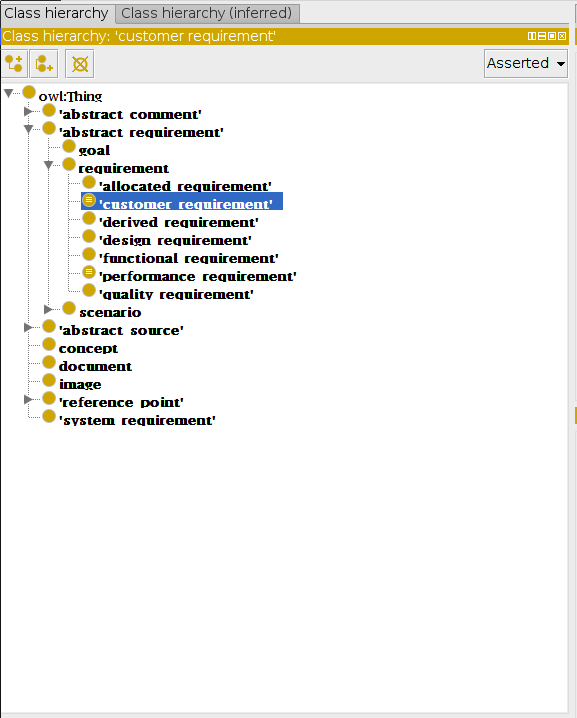 Class hierarchy Class hierarchy (inferred)
Class hierarchy: 'customer requirement'
Asserted
owl:Thing
'abstract comment'
'abstract requirement'
goal
requirement
'allocated requirement'
'customer requirement'
'derived requirement'
'design requirement'
'functional requirement'
'performance requirement'
'quality requirement'
scenario
'abstract source'
concept
document
image
'reference point'
'system requirement'